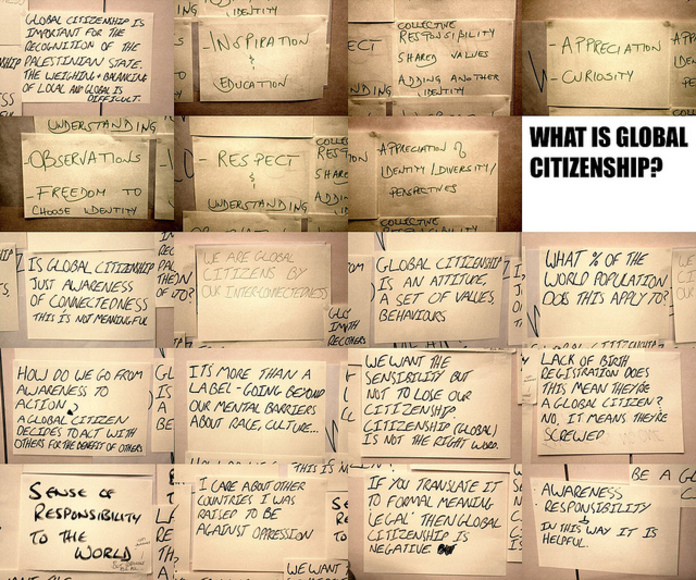 GLOBAL CITIZENSHIP IS
IMPORTANT FOR THE
RECOGNITION OF THE
PALESTINIAN STATE.
THE WEIGHING + BALANCING
OF LOCAL AND GLOBAL IS
DIFFICULT.
IDENTITY
- INSPIRATION
&
EDUCATION
COLLECTIVE
RESPONSIBILITY
SHARED VALUES
ADDING ANOTHER
IDENTITY
- APPRECIATION
- CURIOSITY
UNDERSTANDING
- OBSERVATIONS
- FREEDOM TO
CHOOSE IDENTITY
- RESPECT
&
UNDERSTANDING
APPRECIATION OF
IDENTITY / DIVERSITY /
PERSPECTIVES
COLLECTIVE
RESPONSIBILITY
WHAT IS GLOBAL
CITIZENSHIP?
IS GLOBAL CITIZENSHIP
JUST AWARENESS
OF CONNECTEDNESS
THIS IS NOT MEANINGFUL
WE ARE GLOBAL
CITIZENS BY
OUR INTER-CONNECTEDNESS
GLOBAL CITIZENSHIP
IS AN ATTITUDE,
A SET OF VALUES,
BEHAVIOURS
WHAT % OF THE
WORLD POPULATION
DOES THIS APPLY TO?
HOW DO WE GO FROM
AWARENESS TO
ACTION?
A GLOBAL CITIZEN
DECIDES TO ACT WITH
OTHERS FOR THE BENEFIT OF OTHERS
ITS MORE THAN A
LABEL - GOING BEYOND
OUR MENTAL BARRIERS
ABOUT RACE, CULTURE...
WE WANT THE
SENSIBILITY BUT
NOT TO LOSE OUR
CITIZENSHIP.
CITIZENSHIP (GLOBAL)
IS NOT THE RIGHT WORD.
LACK OF BIRTH
REGISTRATION DOES
THIS MEAN THEY'RE
A GLOBAL CITIZEN?
NO, IT MEANS THEY'RE
SCREWED
SENSE OF
RESPONSIBILITY
TO THE
WORLD
THIS IS
I CARE ABOUT OTHER
COUNTRIES I WAS
RAISED TO BE
AGAINST OPRESSION
WE WANT
IF YOU TRANSLATE IT
TO FORMAL MEANING
'LEGAL' THEN GLOBAL
CITIZENSHIP IS
NEGATIVE
BE A
AWARENESS
RESPONSIBILITY
IN THIS WAY IT IS
HELPFUL.